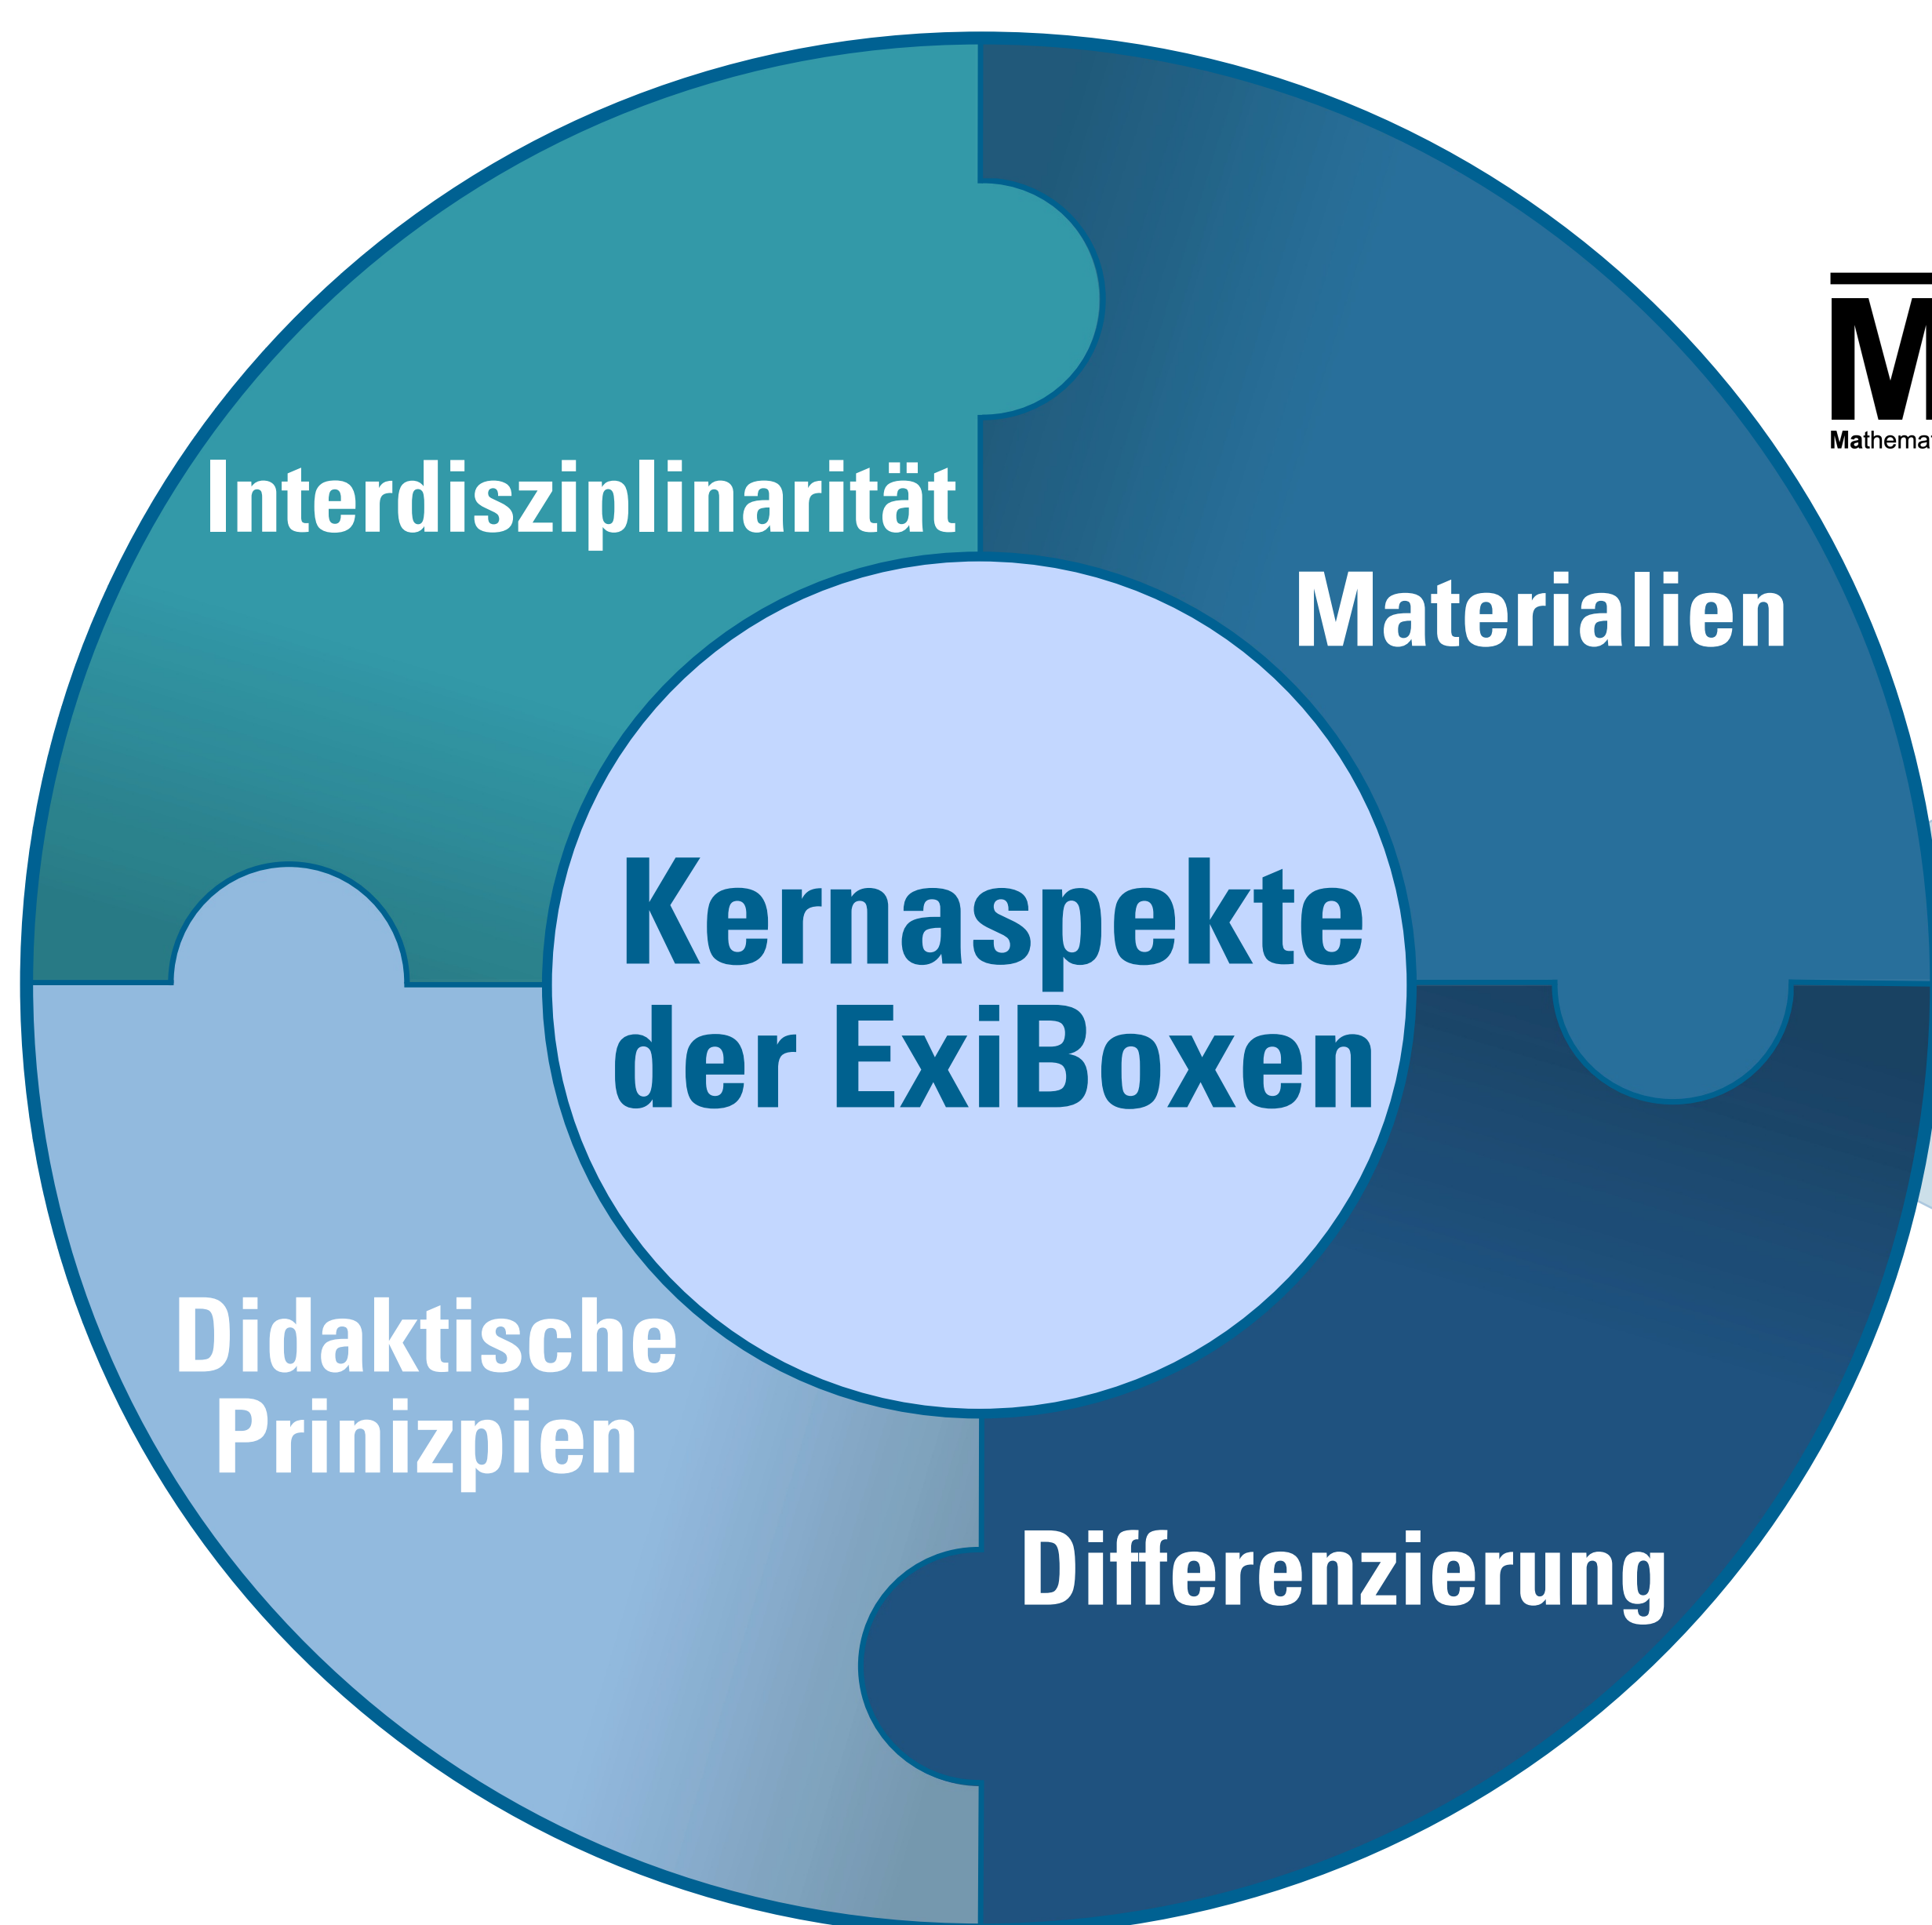 Interdisziplinarität
Materialien
Kernaspekte
der ExiBoxen
Didaktische
Prinizpien
Differenzierung
M
Mathema